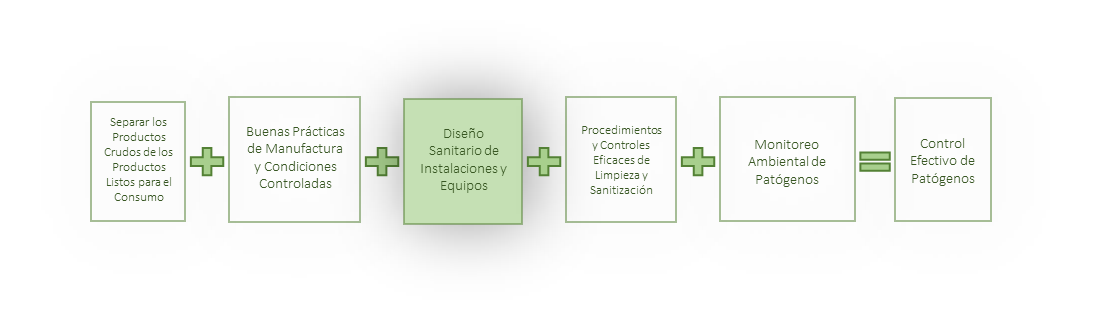 Separar los
Productos
Crudos de los
Productos
Listos para el
Consumo
Buenas Prácticas
de Manufactura
y Condiciones
Controladas
Diseño
Sanitario de
Instalaciones y
Equipos
Procedimientos
y Controles
Eficaces de
Limpieza y
Sanitización
Monitoreo
Ambiental de
Patógenos
Control
Efectivo de
Patógenos